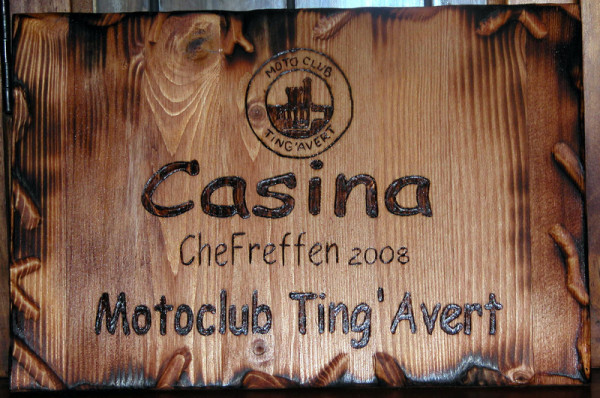 MOTO CLUB
TING'AVERT
Casina
CheFreffen 2008
Motoclub Ting'Avert